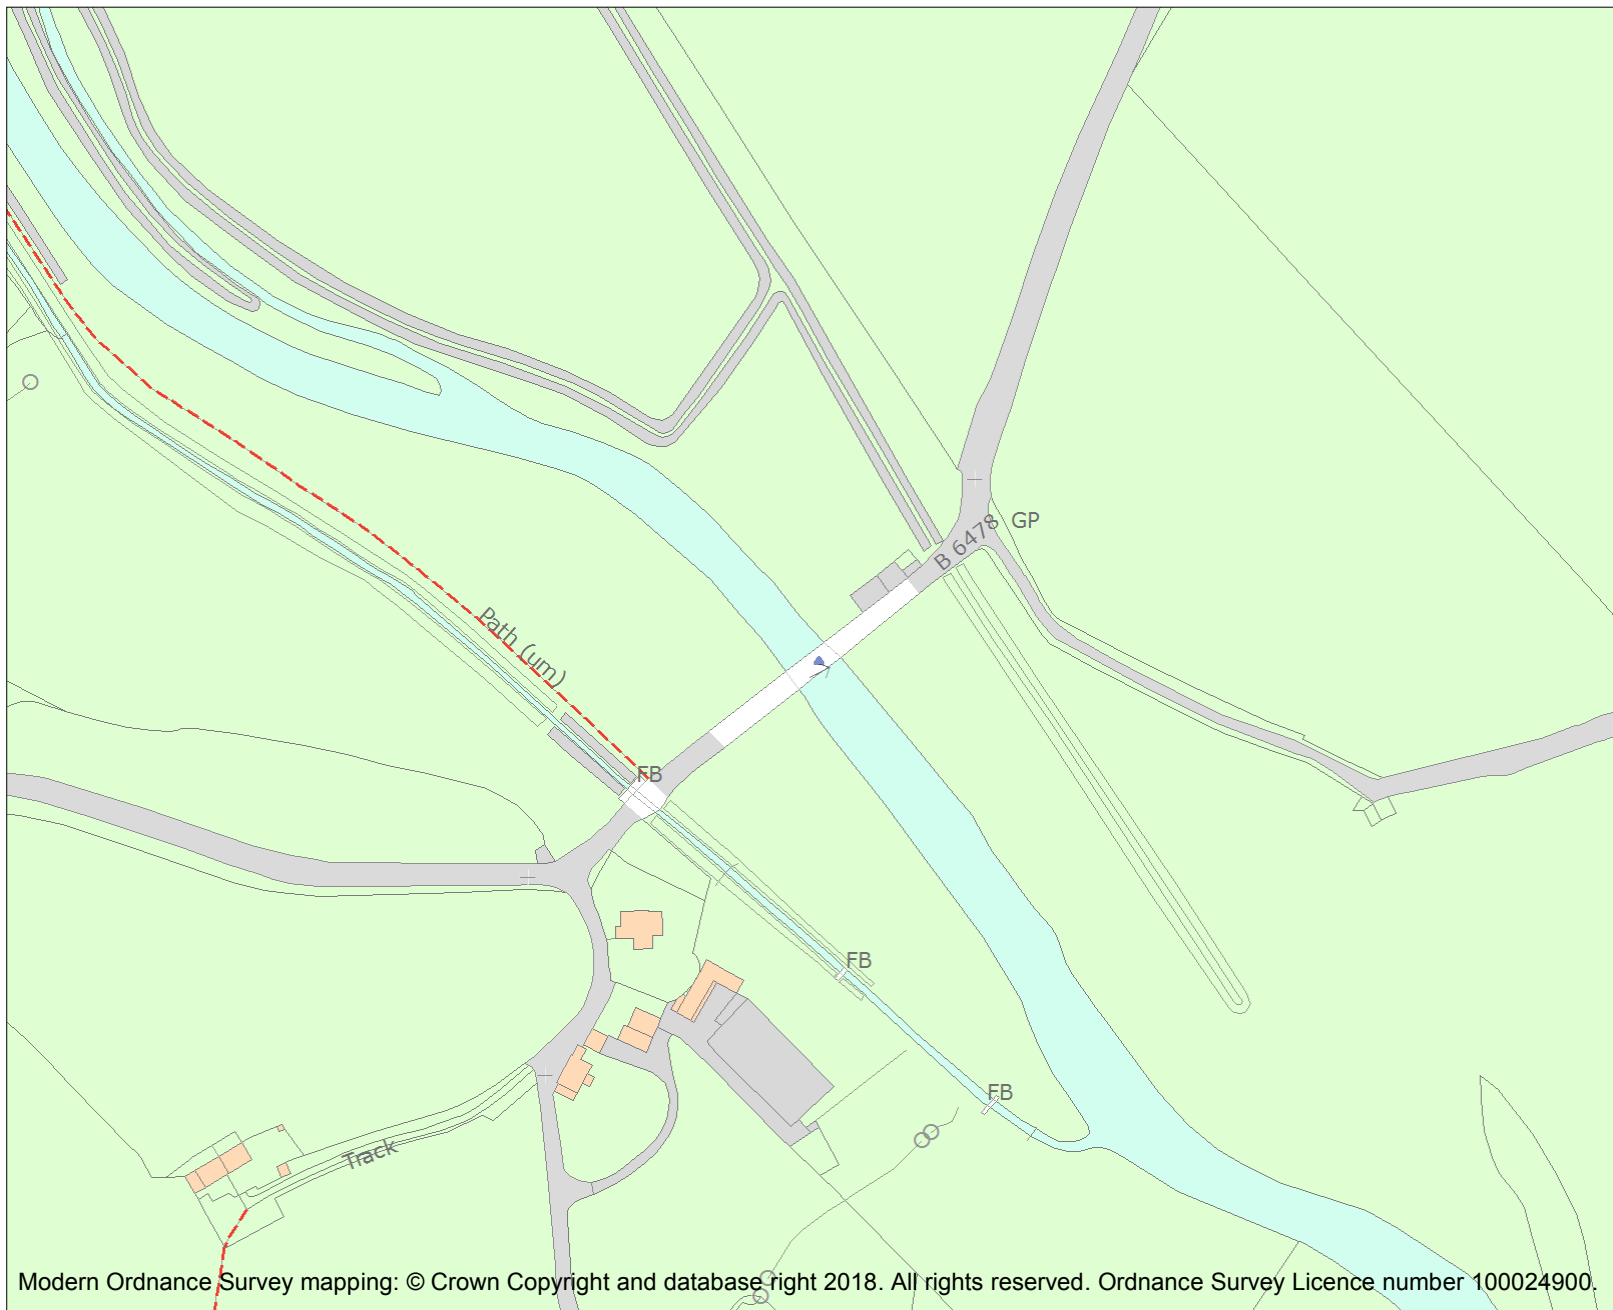 GP
B 6478
Path (um)
FB
FB
FB
Track
Modern Ordnance Survey mapping: © Crown Copyright and database right 2018. All rights reserved. Ordnance Survey Licence number 100024900.